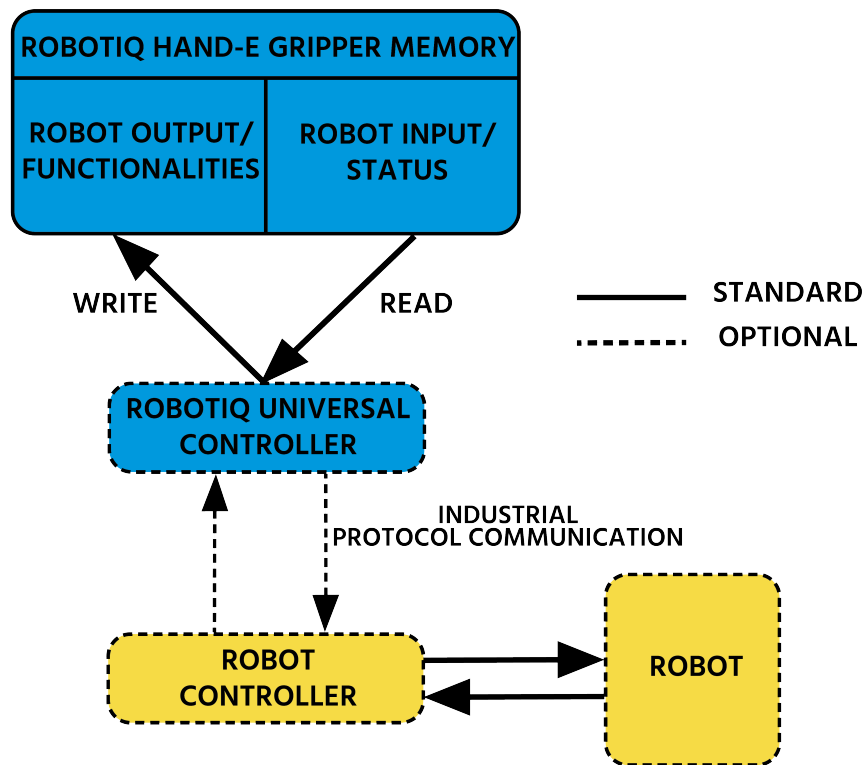 ROBOTIQ HAND-E GRIPPER MEMORY
ROBOT OUTPUT/
FUNCTIONALITIES
ROBOT INPUT/
STATUS
WRITE
READ
STANDARD
OPTIONAL
ROBOTIQ UNIVERSAL
CONTROLLER
INDUSTRIAL
PROTOCOL COMMUNICATION
ROBOT
CONTROLLER
ROBOT